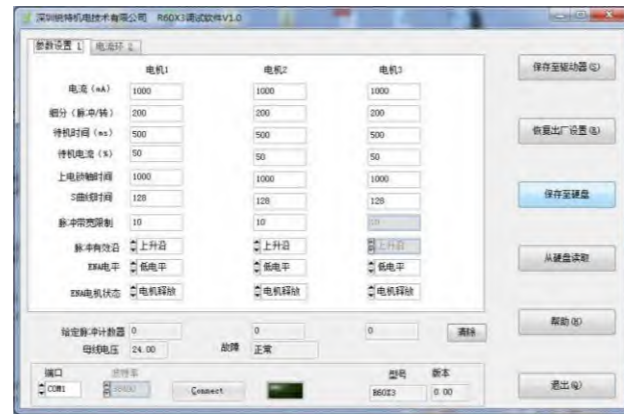 深圳锐特机电技术有限公司 R60X3调试软件V1.0
参数设置 1 电流环 2
电机1 电机2 电机3
电流（mA） 1000 1000 1000
细分（脉冲/转） 200 200 200
待机时间（ms） 500 500 500
待机电流（%） 50 50 50
上电锁轴时间 1000 1000 1000
S曲线时间 128 128 128
脉冲带宽限制 10 10 10
脉冲有效沿 上升沿 上升沿 上升沿
ENA电平 低电平 低电平 低电平
ENA电机状态 电机释放 电机释放 电机释放
给定脉冲计数器 0 0 0 清除
母线电压 24.00 故障 正常
端口 波特率 型号 版本
COM1 38400 Connect R60X3 0.00
保存至驱动器(C)
恢复出厂设置(A)
保存至硬盘
从硬盘读取
帮助(X)
退出(Q)